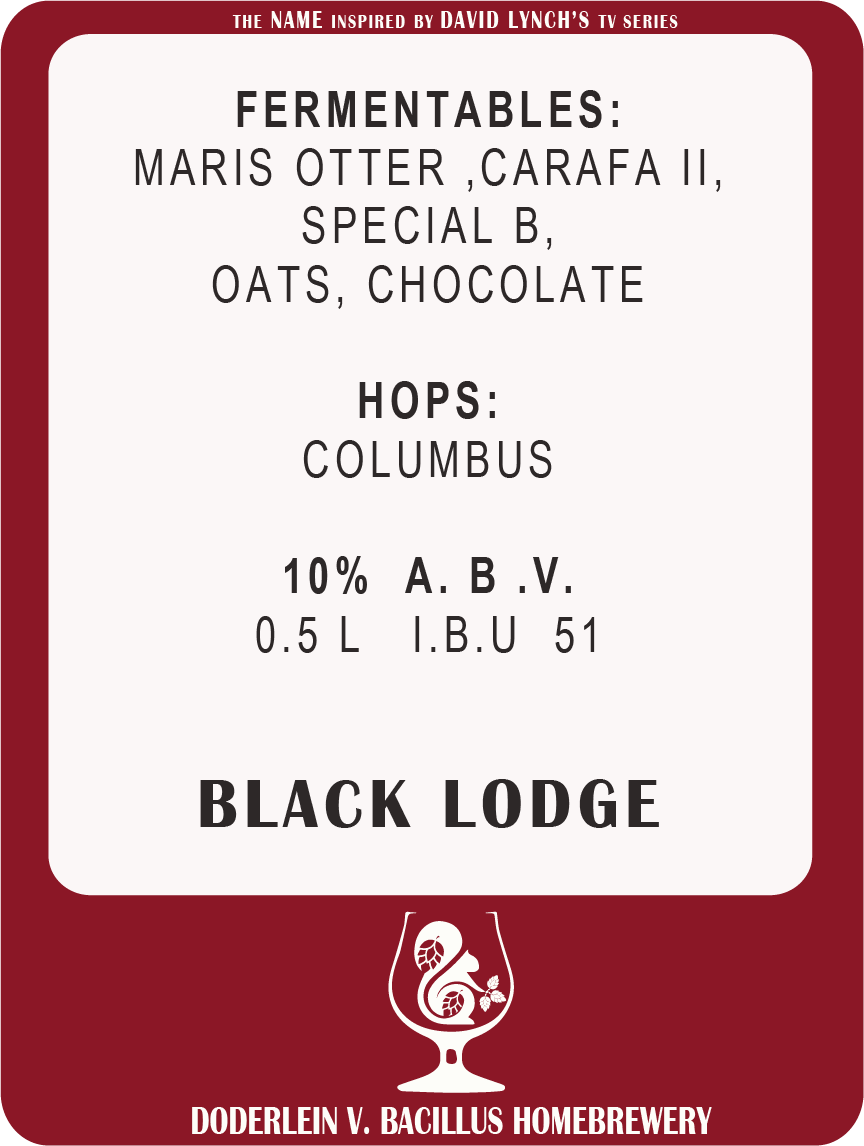 THE NAME INSPIRED BY DAVID LYNCH'S TV SERIES
FERMENTABLES:
MARIS OTTER ,CARAFA II,
SPECIAL B,
OATS, CHOCOLATE
HOPS:
COLUMBUS
10% A. B .V.
0.5 L I.B.U 51
BLACK LODGE
DODERLEIN V. BACILLUS HOMEBREWERY